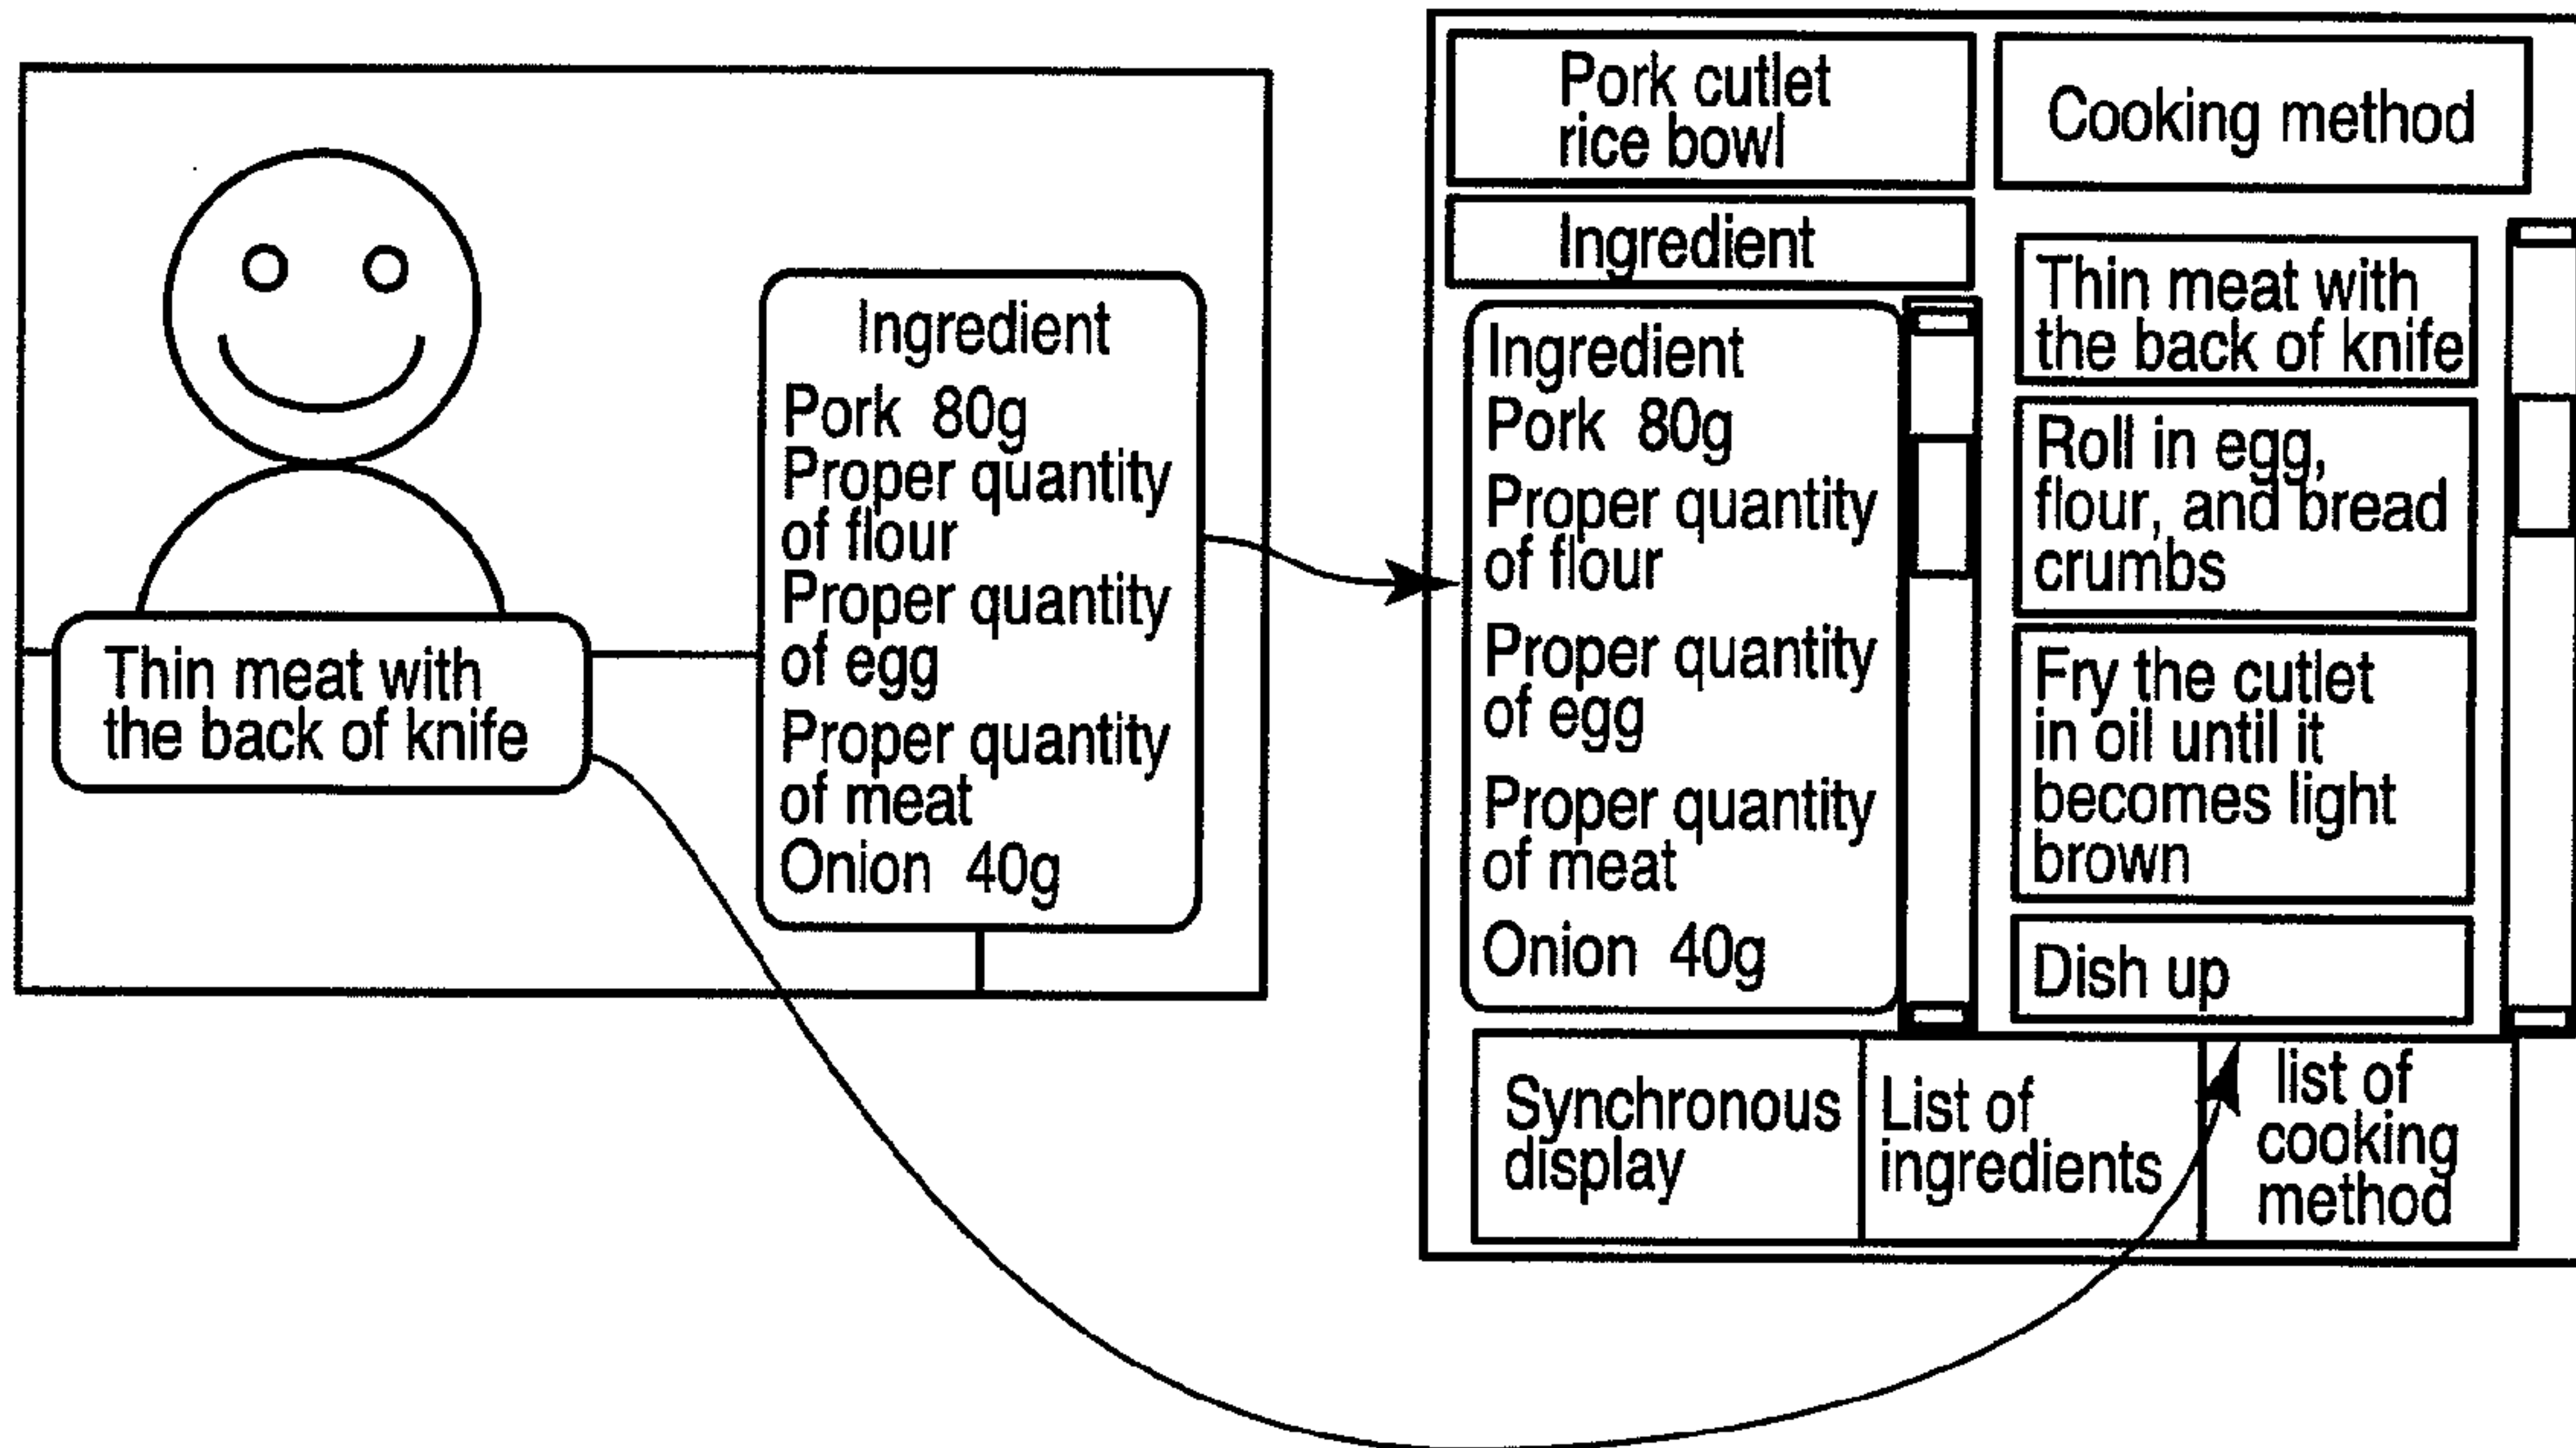 Thin meat with
the back of knife
Ingredient
Pork 80g
Proper quantity
of flour
Proper quantity
of egg
Proper quantity
of meat
Onion 40g
Pork cutlet
rice bowl
Ingredient
Ingredient
Pork 80g
Proper quantity
of flour
Proper quantity
of egg
Proper quantity
of meat
Onion 40g
Cooking method
Thin meat with
the back of knife
Roll in egg,
flour, and bread
crumbs
Fry the cutlet
in oil until it
becomes light
brown
Dish up
Synchronous
display
List of
ingredients
list of
cooking
method